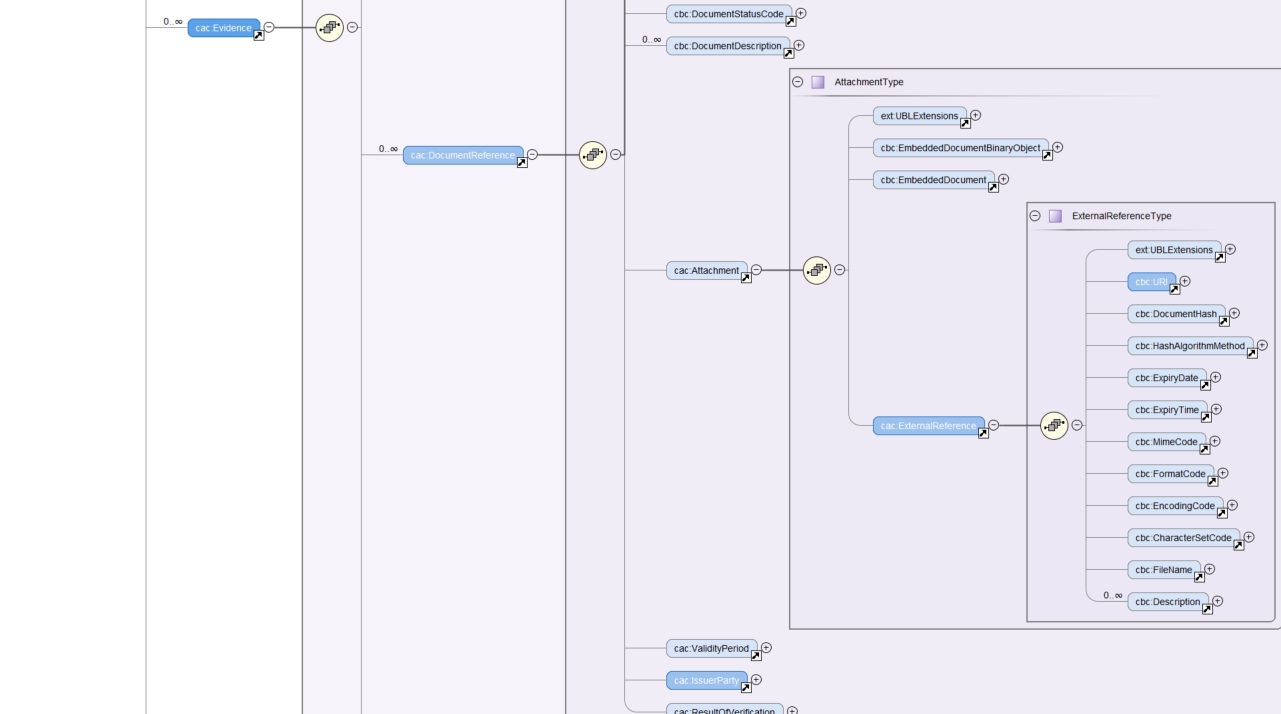 0..∞
cac:Evidence
0..∞
cac:DocumentReference
cbc:DocumentStatusCode
0..∞
cbc:DocumentDescription
AttachmentType
ext:UBLExtensions
cbc:EmbeddedDocumentBinaryObject
cbc:EmbeddedDocument
cac:Attachment
ExternalReferenceType
ext:UBLExtensions
cbc:URI
cbc:DocumentHash
cbc:HashAlgorithmMethod
cbc:ExpiryDate
cbc:ExpiryTime
cac:ExternalReference
cbc:MimeCode
cbc:FormatCode
cbc:EncodingCode
cbc:CharacterSetCode
cbc:FileName
0..∞
cbc:Description
cac:ValidityPeriod
cac:IssuerParty
cac:ResultOfVerification